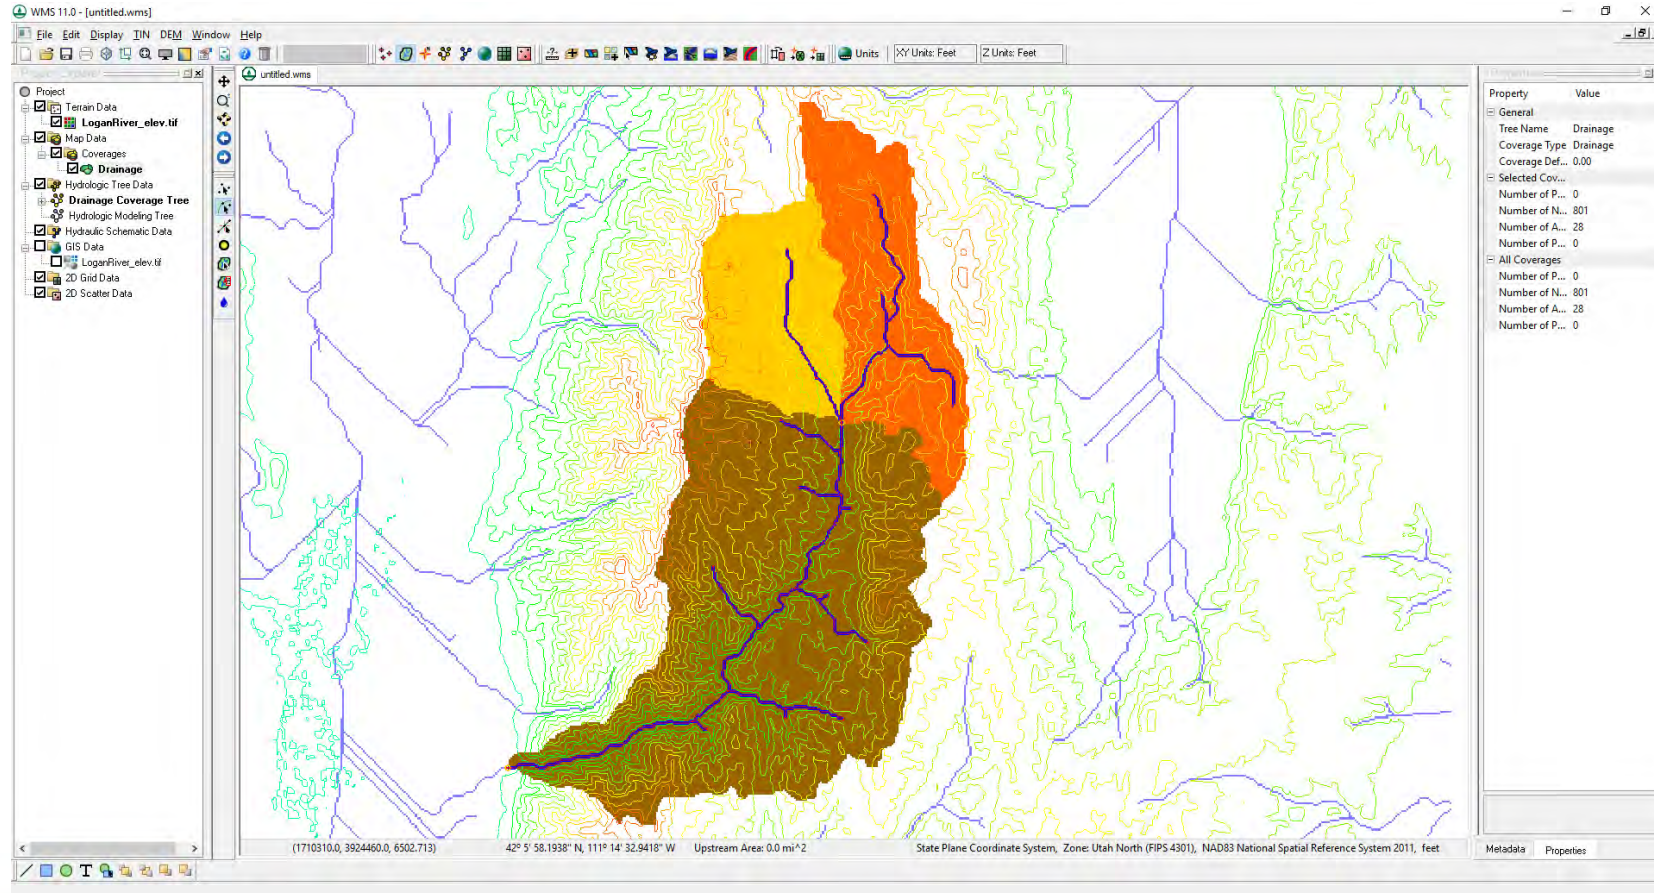 WMS 11.0 - [untitled.wms]
File Edit Display TIN DEM Window Help
Units XY Units: Feet Z Units: Feet
untitled.wms
Project
Terrain Data
LoganRiver_elev.tif
Map Data
Coverages
Drainage
Hydrologic Tree Data
Drainage Coverage Tree
Hydrologic Modeling Tree
Hydraulic Schematic Data
GIS Data
LoganRiver_elev.tif
2D Grid Data
2D Scatter Data
Property Value
General
Tree Name Drainage
Coverage Type Drainage
Coverage Def... 0.00
Selected Cov...
Number of P... 0
Number of N... 801
Number of A... 28
Number of P... 0
All Coverages
Number of P... 0
Number of N... 801
Number of A... 28
Number of P... 0
Metadata Properties
(1710310.0, 3924460.0, 6502.713) 42º 5' 58.1938" N, 111º 14' 32.9418" W Upstream Area: 0.0 mi^2 State Plane Coordinate System, Zone: Utah North (FIPS 4301), NAD83 National Spatial Reference System 2011, feet
T